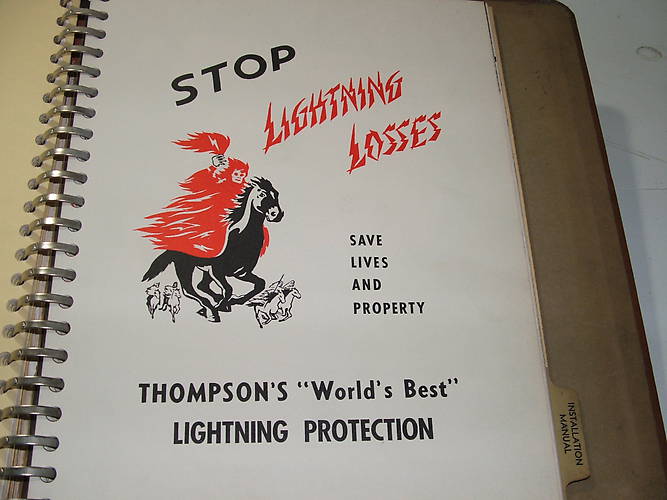 STOP
LIGHTNING
LOSSES
SAVE
LIVES
AND
PROPERTY
THOMPSON'S "World's Best"
LIGHTNING PROTECTION
INSTALLATION
MANUAL